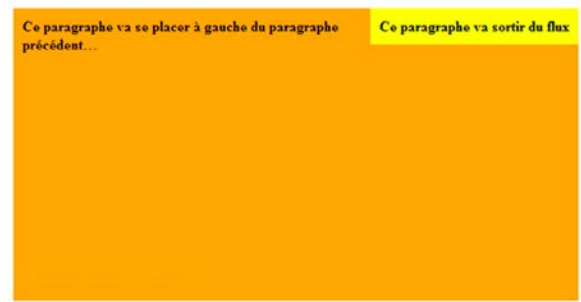 Ce paragraphe va se placer à gauche du paragraphe
précédent…
Ce paragraphe va sortir du flux